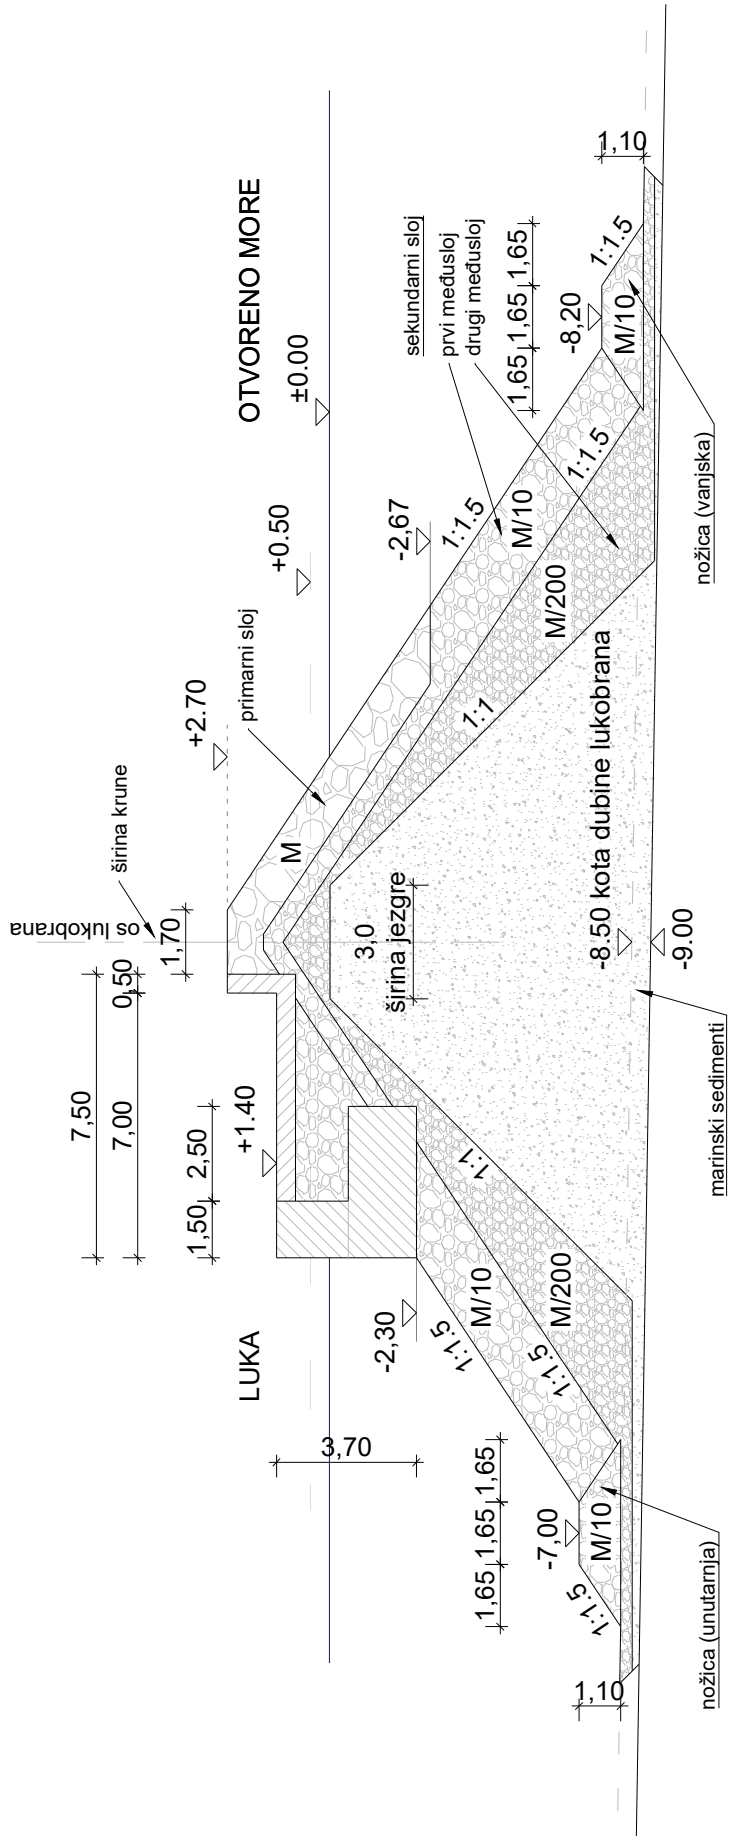 7,50
0,50
7,00
1,70
1,50
2,50
os lukobrana
širina krune
+2.70
+1.40
+0.50
±0.00
LUKA
OTVORENO MORE
primarni sloj
M
3,70
-2,30
-2,67
sekundarni sloj
prvi međusloj
drugi međusloj
3,0
širina jezgre
1:1
1:1
1:1.5
1:1.5
M/10
M/200
1:1.5
1:1.5
M/10
M/200
1,65
1,65
1,65
-7,00
M/10
1:1.5
1,10
1,65
1,65
1,65
-8,20
M/10
1:1.5
1,10
-8.50 kota dubine lukobrana
-9.00
nožica (unutarnja)
marinski sedimenti
nožica (vanjska)